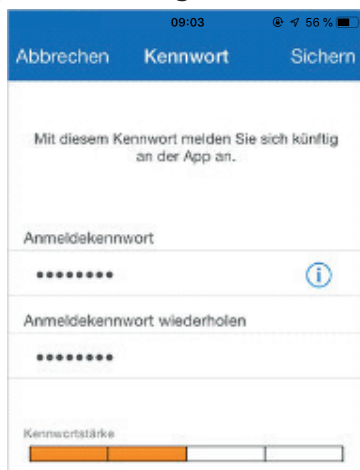 09:03 56 %
Abbrechen Kennwort Sichern
Mit diesem Kennwort melden Sie sich künftig
an der App an.
Anmeldekennwort
••••••••
Anmeldekennwort wiederholen
••••••••
Kennwortstärke